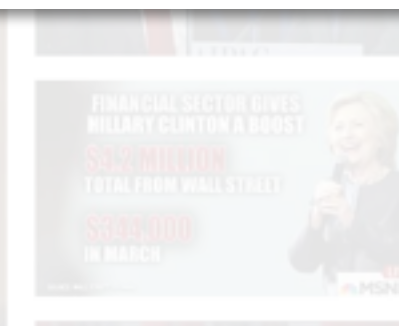 FINANCIAL SECTOR GIVES
HILLARY CLINTON A BOOST
$4.2 MILLION
TOTAL FROM WALL STREET
$344,000
IN MARCH
MSN